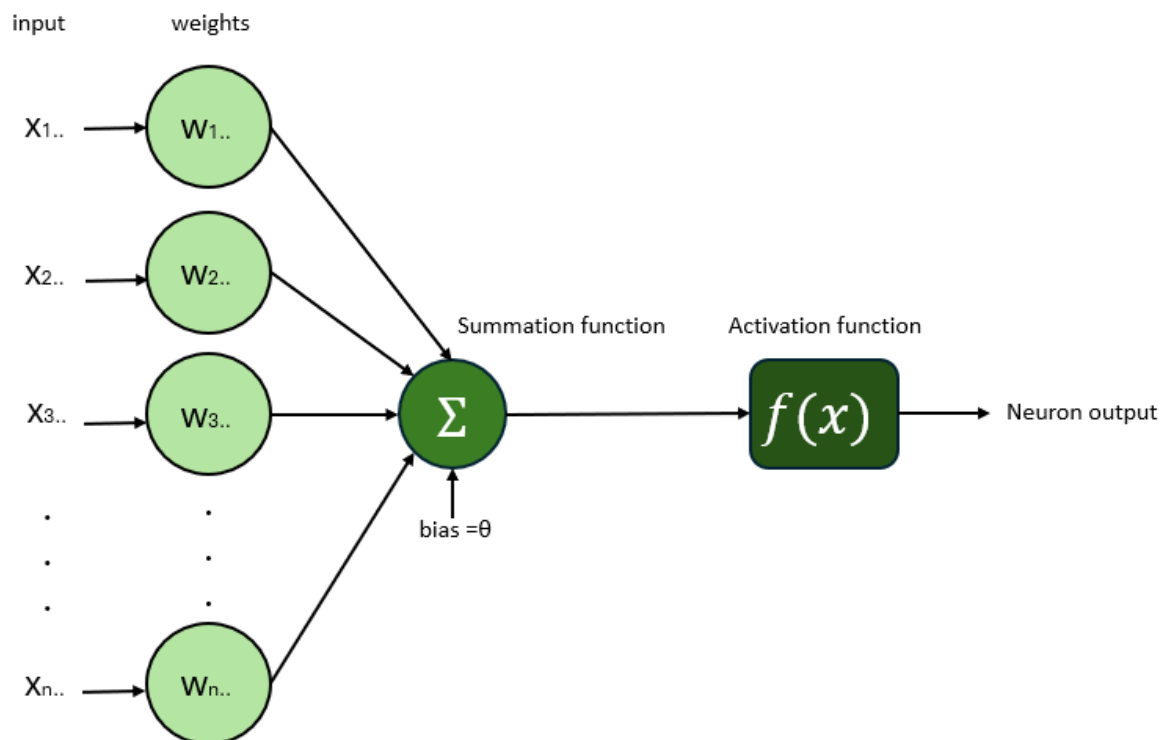 input weights
X1.. W1..
X2.. W2..
Summation function Activation function
X3.. W3.. Σ f(x) Neuron output
bias =θ
. .
. .
. .
Xn.. Wn..